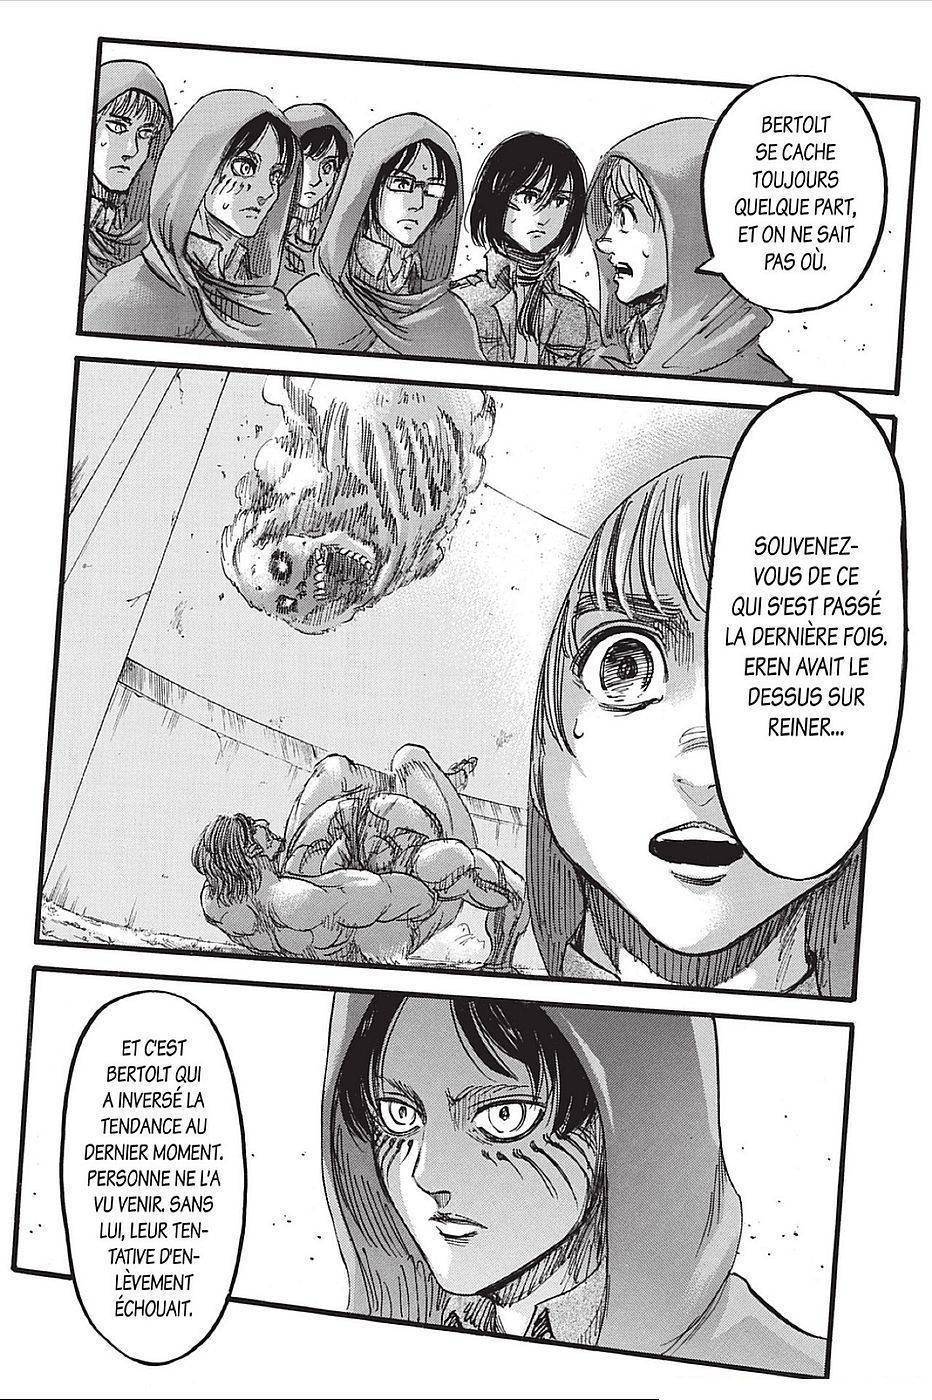 BERTOLT
SE CACHE
TOUJOURS
QUELQUE PART,
ET ON NE SAIT
PAS OÙ.
SOUVENEZ-
VOUS DE CE
QUI S'EST PASSÉ
LA DERNIÈRE FOIS.
EREN AVAIT LE
DESSUS SUR
REINER...
ET C'EST
BERTOLT QUI
A INVERSÉ LA
TENDANCE AU
DERNIER MOMENT.
PERSONNE NE L'A
VU VENIR. SANS
LUI, LEUR TEN-
TATIVE D'EN-
LÈVEMENT
ÉCHOUAIT.